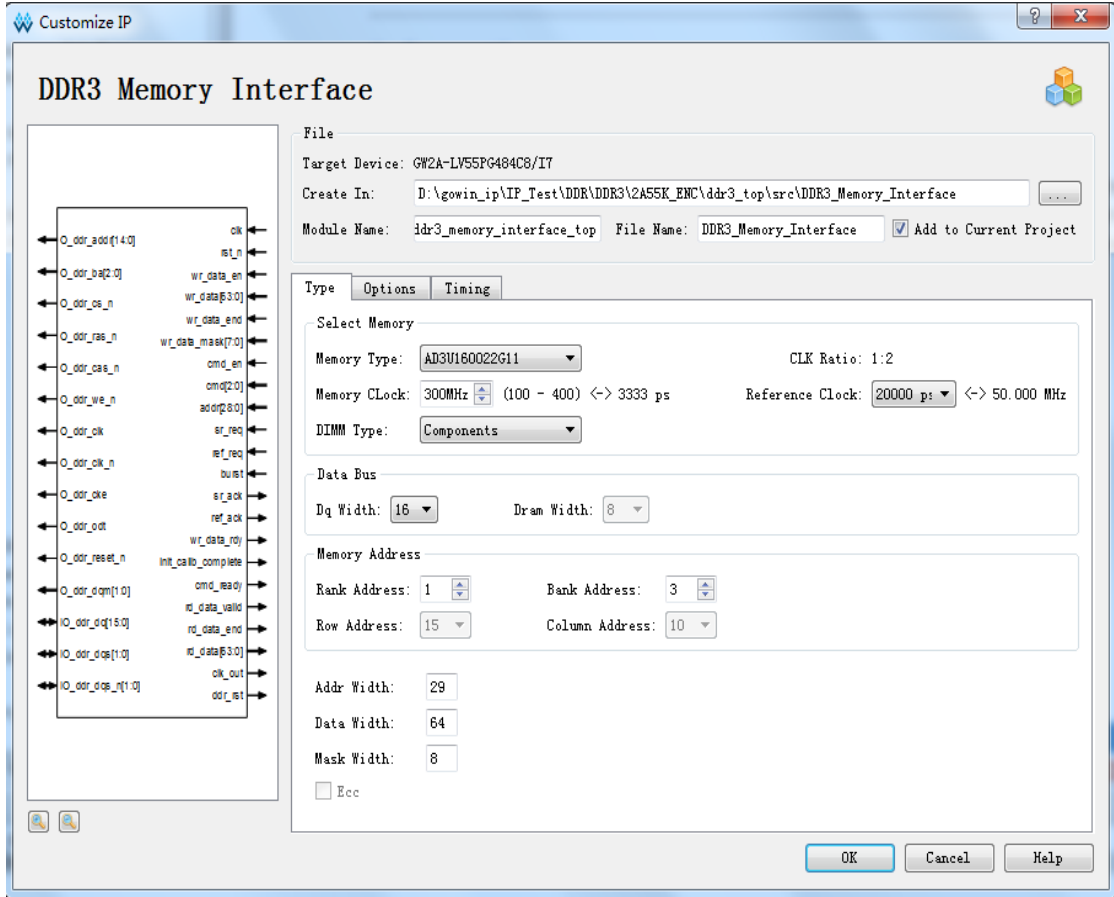 Customize IP
DDR3 Memory Interface
O_ddr_addr[14:0]
O_ddr_ba[2:0]
O_ddr_cs_n
O_ddr_ras_n
O_ddr_cas_n
O_ddr_we_n
O_ddr_clk
O_ddr_clk_n
O_ddr_cke
O_ddr_odt
O_ddr_reset_n
O_ddr_dqm[1:0]
IO_ddr_dq[15:0]
IO_ddr_dqs[1:0]
IO_ddr_dqs_n[1:0]
clk
rst_n
wr_data_en
wr_data[63:0]
wr_data_end
wr_data_mask[7:0]
cmd_en
cmd[2:0]
addr[28:0]
sr_req
ref_req
burst
sr_ack
ref_ack
wr_data_rdy
init_calib_complete
cmd_ready
rd_data_valid
rd_data_end
rd_data[63:0]
clk_out
ddr_rst
File
Target Device: GW2A-LV55PG484C8/I7
Create In: D:\gowin_ip\IP_Test\DDR\DDR3\2A55K_ENC\ddr3_top\src\DDR3_Memory_Interface ...
Module Name: ddr3_memory_interface_top File Name: DDR3_Memory_Interface Add to Current Project
Type Options Timing
Select Memory
Memory Type: AD3U160022G11 CLK Ratio: 1:2
Memory CLock: 300MHz (100 - 400) <-> 3333 ps Reference Clock: 20000 ps <-> 50.000 MHz
DIMM Type: Components
Data Bus
Dq Width: 16 Dram Width: 8
Memory Address
Rank Address: 1 Bank Address: 3
Row Address: 15 Column Address: 10
Addr Width: 29
Data Width: 64
Mask Width: 8
Ecc
OK Cancel Help